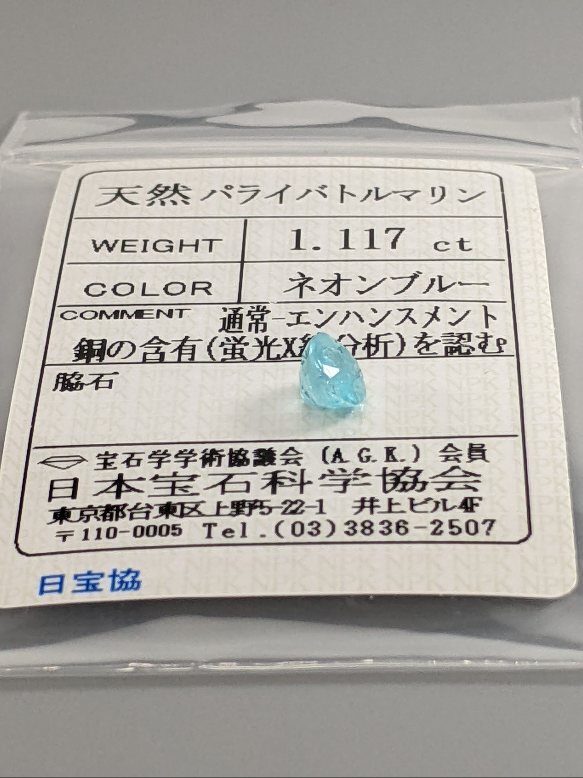 天然 パライバトルマリン
WEIGHT 1.117 ct
COLOR ネオンブルー
COMMENT 通常 エンハンスメント
銅の含有(蛍光X 分析)を認む
脇石
宝石学学術協議会 (A.G.K.) 会員
日本宝石科学協会
東京都台東区上野5-22-1 井上ビル4F
〒110-0005 Tel.(03)3836-2507
日宝協